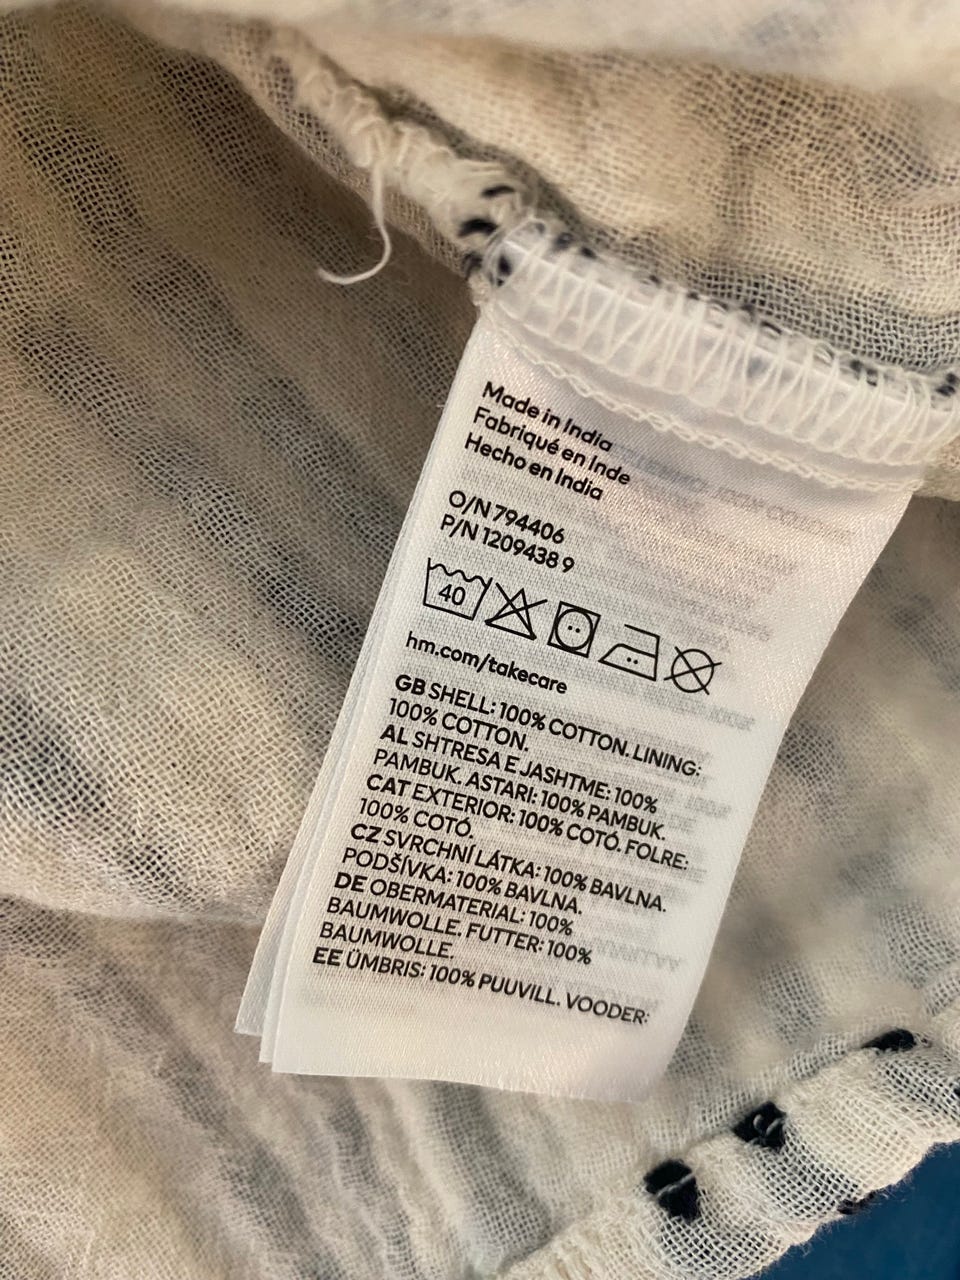 Made in India
Fabriqué en Inde
Hecho en India
O/N 794406
P/N 1209438 9
40
hm.com/takecare
GB SHELL: 100% COTTON. LINING:
100% COTTON.
AL SHTRESA E JASHTME: 100%
PAMBUK. ASTARI: 100% PAMBUK.
CAT EXTERIOR: 100% COTÓ. FOLRE:
100% COTÓ.
CZ SVRCHNÍ LÁTKA: 100% BAVLNA.
PODŠÍVKA: 100% BAVLNA.
DE OBERMATERIAL: 100%
BAUMWOLLE. FUTTER: 100%
BAUMWOLLE.
EE ÜMBRIS: 100% PUUVILL. VOODER: